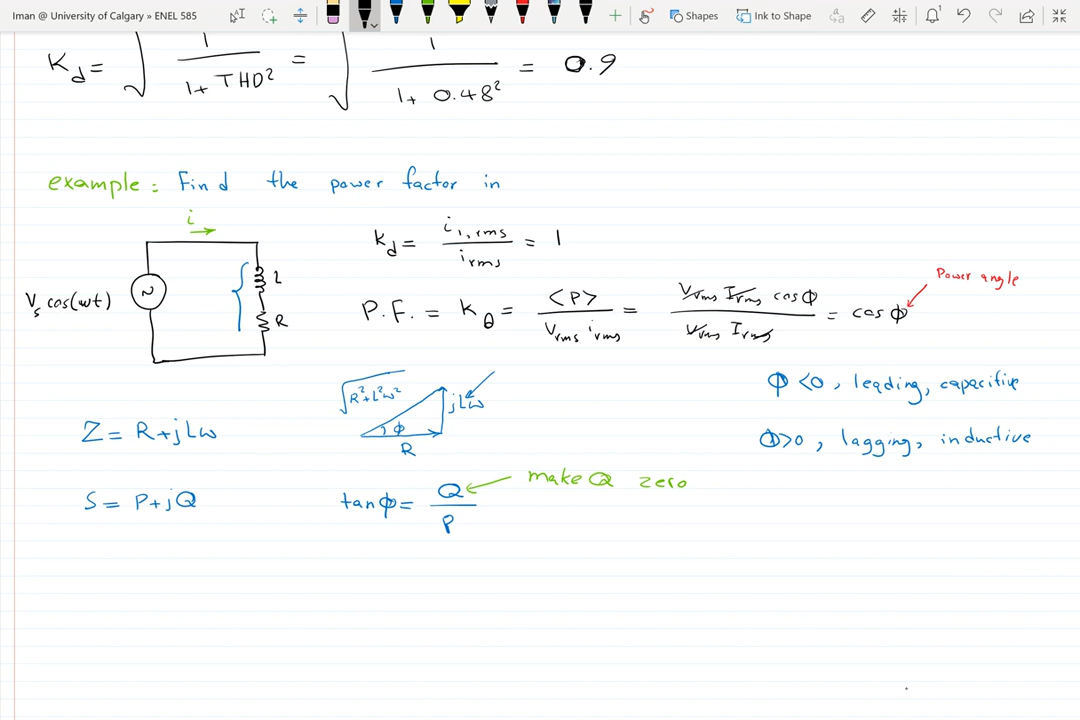 Iman @ University of Calgary » ENEL 585
Shapes
Ink to Shape
K_d = √(1 / (1 + THD²)) = √(1 / (1 + 0.48²)) = 0.9
example: Find the power factor in
i
K_d = i_1,rms / i_rms = 1
V_s cos(ωt)
~
L
R
P.F. = K_θ = <P> / (V_rms i_rms) = V_rms I_rms cos ϕ / (V_rms I_rms) = cos ϕ
Power angle
ϕ < 0, leading, capacitive
√(R² + L²ω²)
jLω
ϕ
R
Z = R + jLω
ϕ > 0, lagging, inductive
S = P + jQ
tan ϕ = Q / P
make Q zero